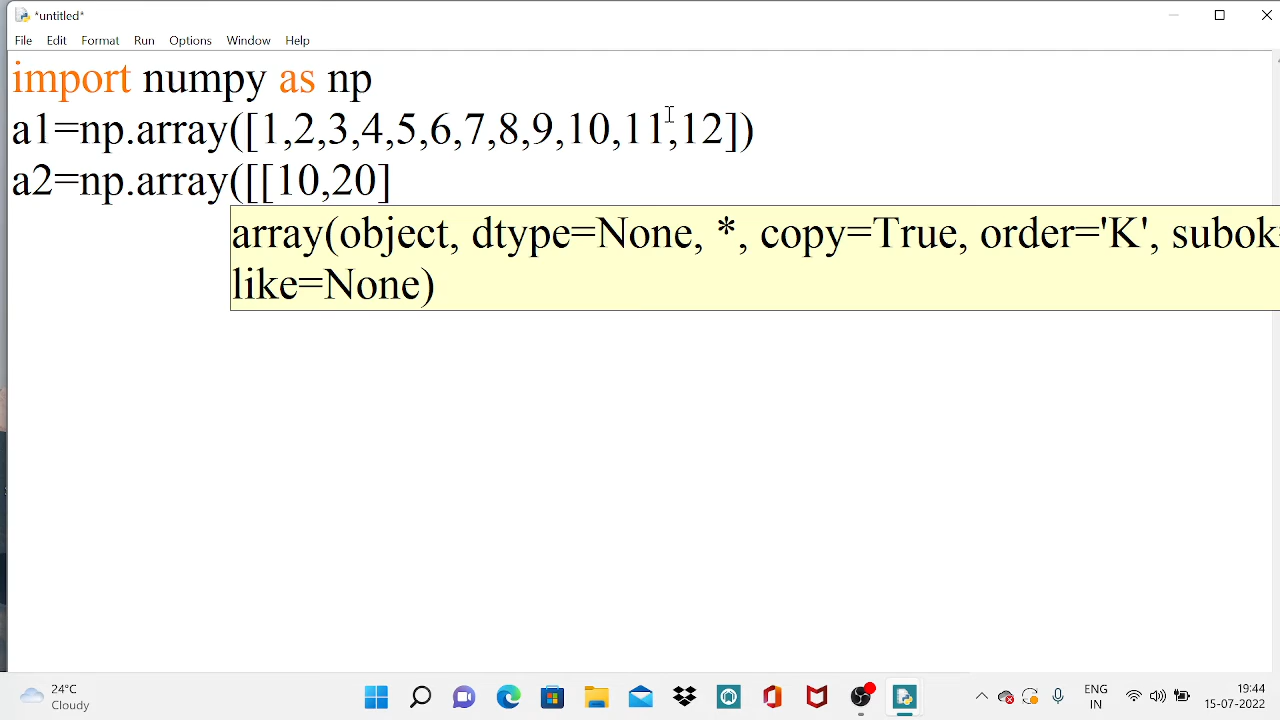 *untitled*
File Edit Format Run Options Window Help
import numpy as np
a1=np.array([1,2,3,4,5,6,7,8,9,10,11,12])
a2=np.array([[10,20]
array(object, dtype=None, *, copy=True, order='K', subok=
like=None)
24°C
Cloudy
ENG
IN
19:44
15-07-2022